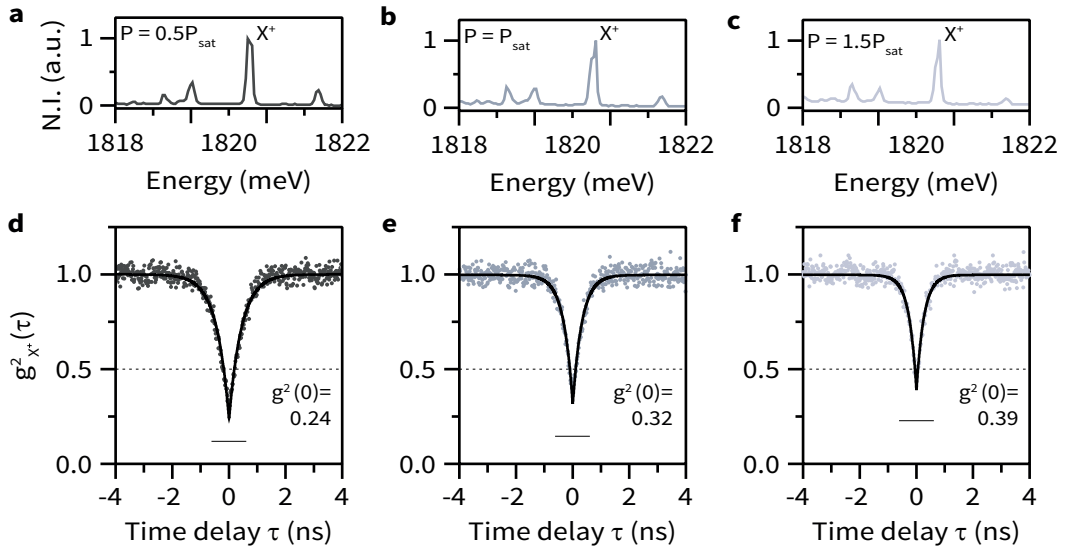 a
P = 0.5P_sat
X⁺
N.I. (a.u.)
1
0
1818
1820
1822
Energy (meV)
b
P = P_sat
X⁺
1
0
1818
1820
1822
Energy (meV)
c
P = 1.5P_sat
X⁺
1
0
1818
1820
1822
Energy (meV)
d
g²_X⁺(τ)
1.0
0.5
0.0
g² (0)=
0.24
-4
-2
0
2
4
Time delay τ (ns)
e
1.0
0.5
0.0
g² (0)=
0.32
-4
-2
0
2
4
Time delay τ (ns)
f
1.0
0.5
0.0
g² (0)=
0.39
-4
-2
0
2
4
Time delay τ (ns)